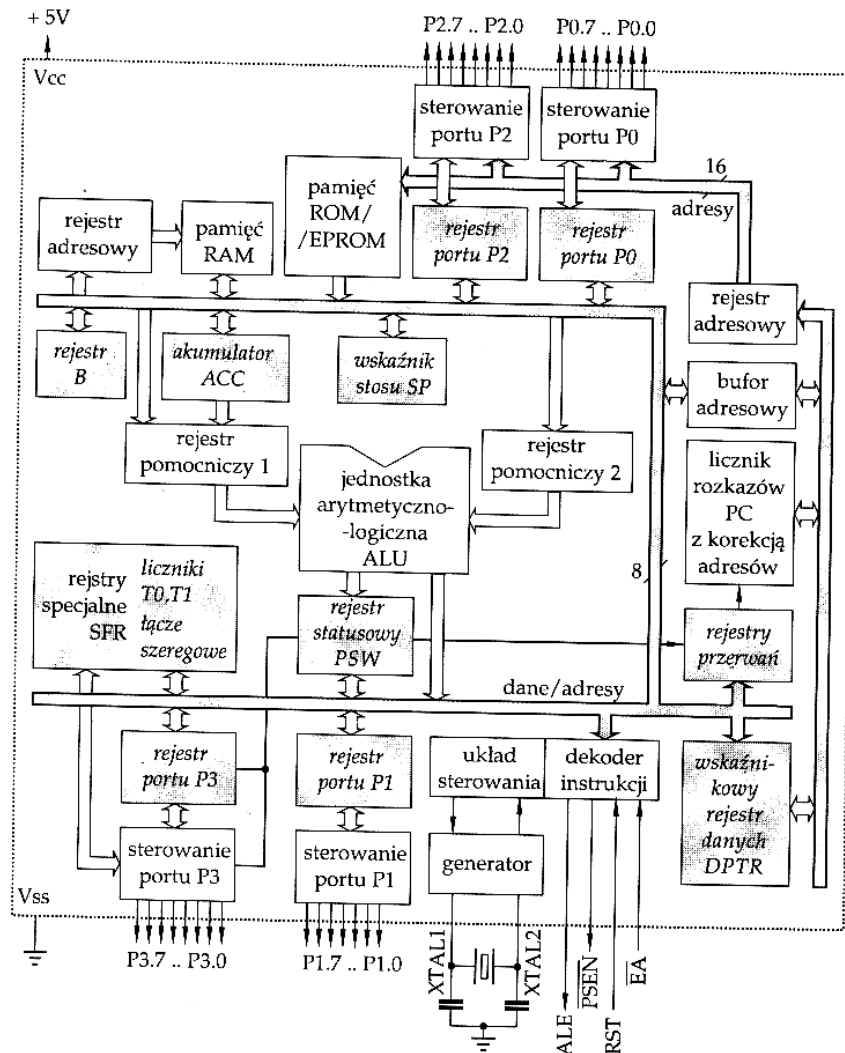 + 5V
P2.7 .. P2.0
P0.7 .. P0.0
Vcc
sterowanie
portu P2
sterowanie
portu P0
16
adresy
pamięć
ROM/
/EPROM
rejestr
adresowy
pamięć
RAM
rejestr
portu P2
rejestr
portu P0
rejestr
adresowy
rejestr
B
akumulator
ACC
wskaźnik
stosu SP
bufor
adresowy
rejestr
pomocniczy 1
rejestr
pomocniczy 2
jednostka
arytmetyczno-
-logiczna
ALU
licznik
rozkazów
PC
z korekcją
adresów
8
rejstry
specjalne
SFR
liczniki
T0,T1
łącze
szeregowe
rejestr
statusowy
PSW
rejestry
przerwań
dane/adresy
rejestr
portu P3
rejestr
portu P1
układ
sterowania
dekoder
instrukcji
wskaźni-
kowy
rejestr
danych
DPTR
sterowanie
portu P3
sterowanie
portu P1
generator
Vss
P3.7 .. P3.0
P1.7 .. P1.0
XTAL1
XTAL2
ALE
PSEN
RST
EA